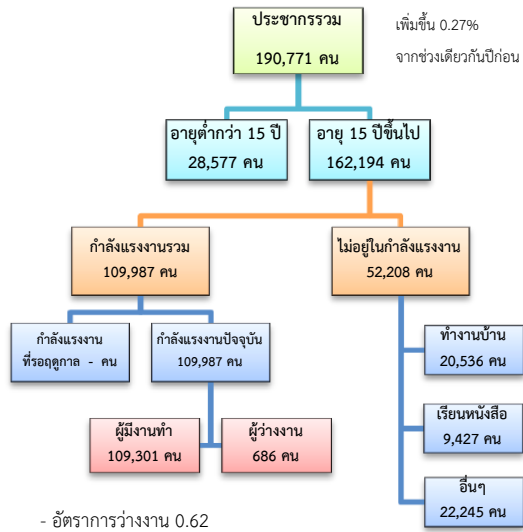 ประชากรรวม
190,771 คน
เพิ่มขึ้น 0.27%
จากช่วงเดียวกันปีก่อน
อายุต่ำกว่า 15 ปี
28,577 คน
อายุ 15 ปีขึ้นไป
162,194 คน
กำลังแรงงานรวม
109,987 คน
ไม่อยู่ในกำลังแรงงาน
52,208 คน
กำลังแรงงาน
ที่รอฤดูกาล - คน
กำลังแรงงานปัจจุบัน
109,987 คน
ทำงานบ้าน
20,536 คน
ผู้มีงานทำ
109,301 คน
ผู้ว่างงาน
686 คน
เรียนหนังสือ
9,427 คน
อื่นๆ
22,245 คน
- อัตราการว่างงาน 0.62